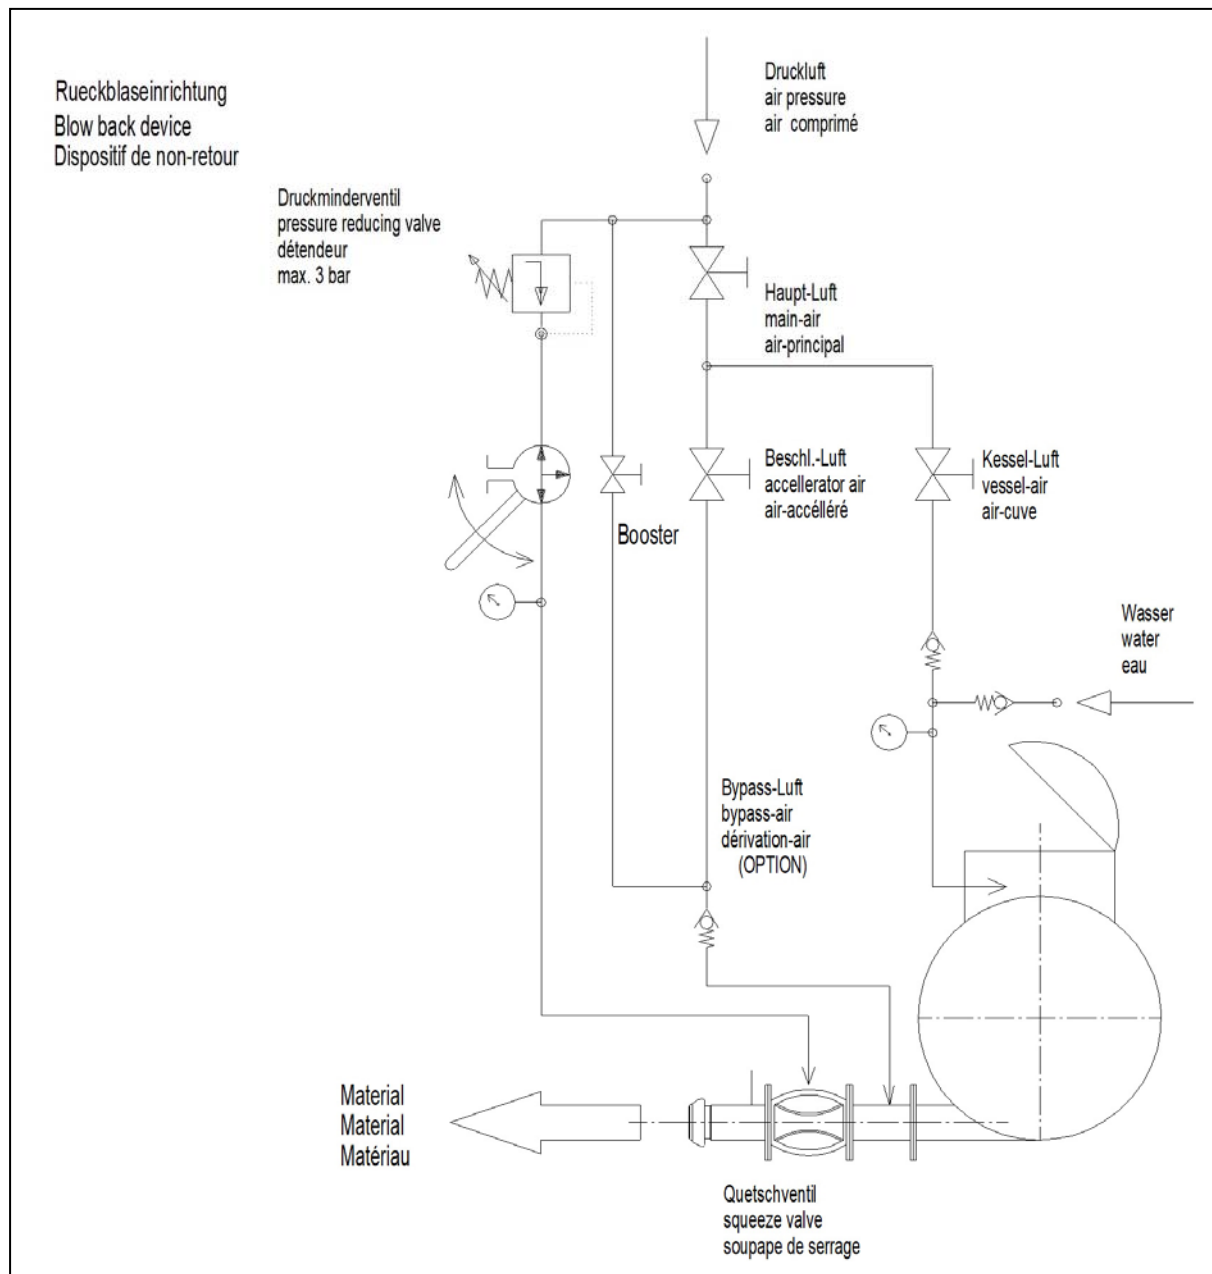 Rueckblaseinrichtung
Blow back device
Dispositif de non-retour
Druckluft
air pressure
air comprimé
Druckminderventil
pressure reducing valve
détendeur
max. 3 bar
Haupt-Luft
main-air
air-principal
Beschl.-Luft
accellerator air
air-accélléré
Kessel-Luft
vessel-air
air-cuve
Booster
Wasser
water
eau
Bypass-Luft
bypass-air
dérivation-air
(OPTION)
Material
Material
Matériau
Quetschventil
squeeze valve
soupape de serrage